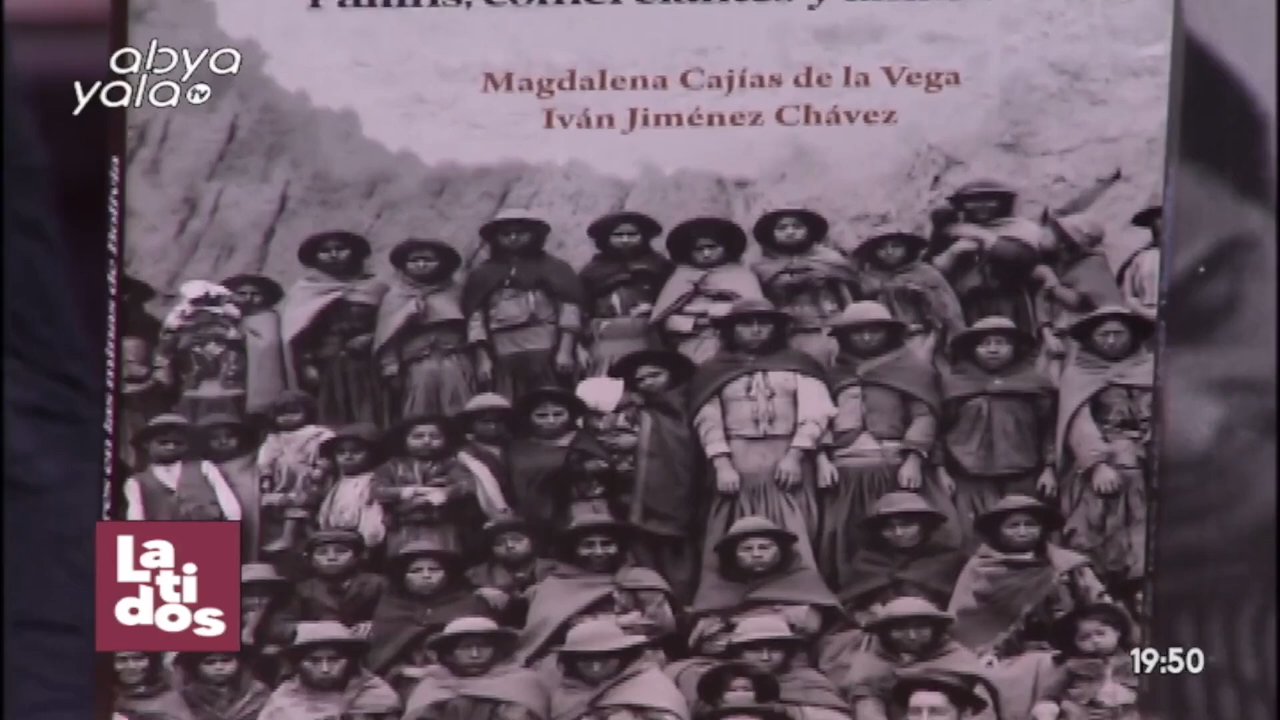 abya
yala tv
Magdalena Cajías de la Vega
Iván Jiménez Chávez
La
ti
dos
19:50